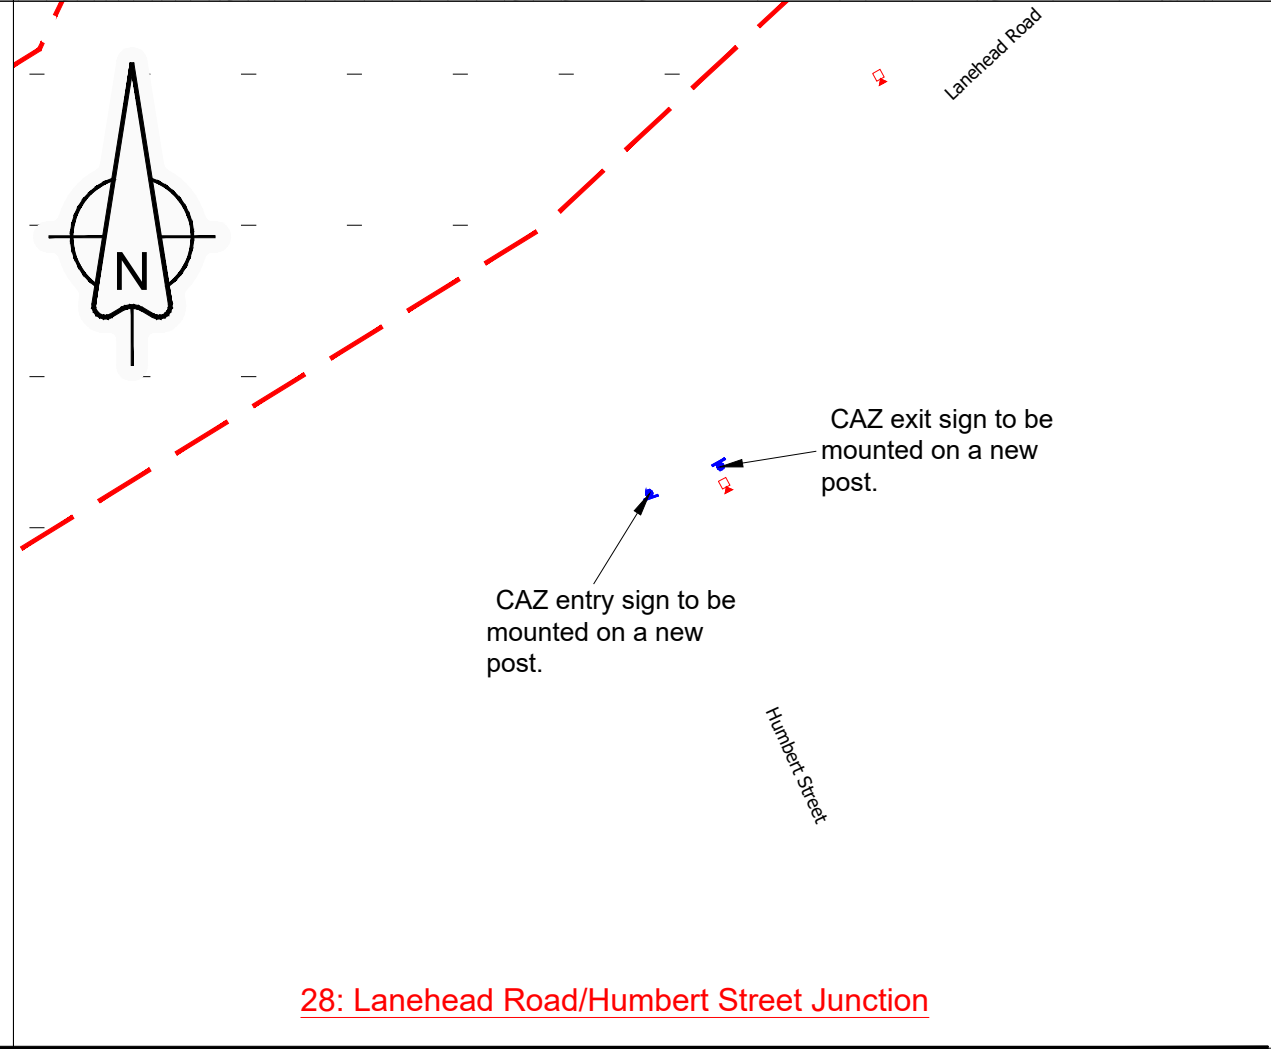 Lanehead Road
N
CAZ exit sign to be
mounted on a new
post.
CAZ entry sign to be
mounted on a new
post.
Humbert Street
28: Lanehead Road/Humbert Street Junction